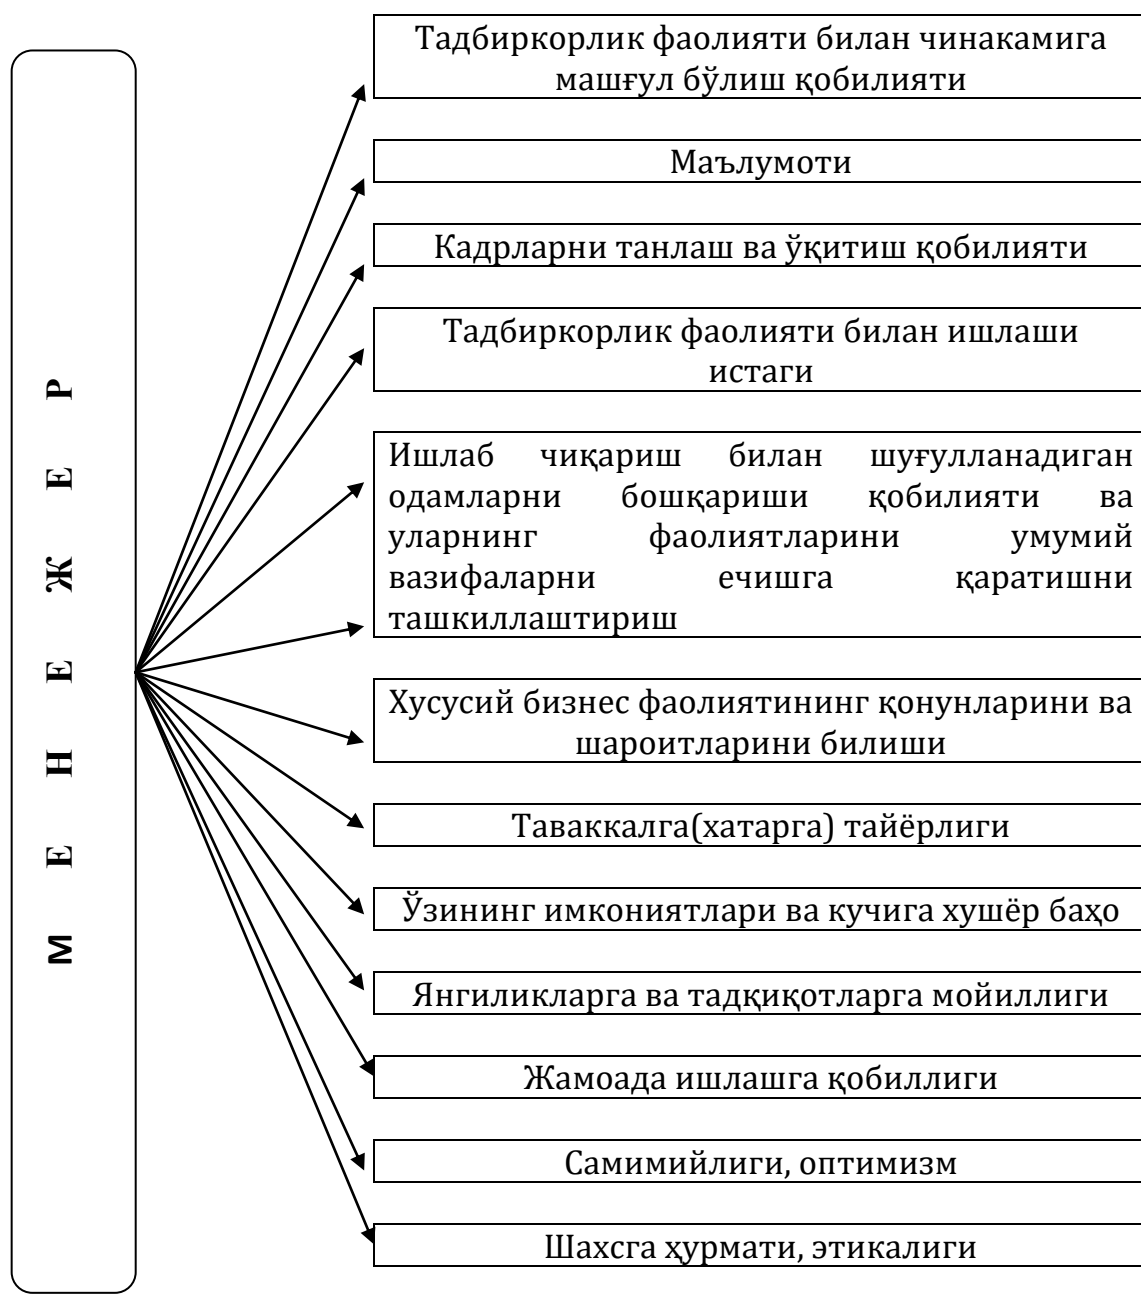 М Е Н Е Ж Е Р
Тадбиркорлик фаолияти билан чинакамига
машғул бўлиш қобилияти
Маълумоти
Кадрларни танлаш ва ўқитиш қобилияти
Тадбиркорлик фаолияти билан ишлаши
истаги
Ишлаб чиқариш билан шуғулланадиган
одамларни бошқариши қобилияти ва
уларнинг фаолиятларини умумий
вазифаларни ечишга қаратишни
ташкиллаштириш
Хусусий бизнес фаолиятининг қонунларини ва
шароитларини билиши
Таваккалга(хатарга) тайёрлиги
Ўзининг имкониятлари ва кучига хушёр баҳо
Янгиликларга ва тадқиқотларга мойиллиги
Жамоада ишлашга қобиллиги
Самимийлиги, оптимизм
Шахсга ҳурмати, этикалиги